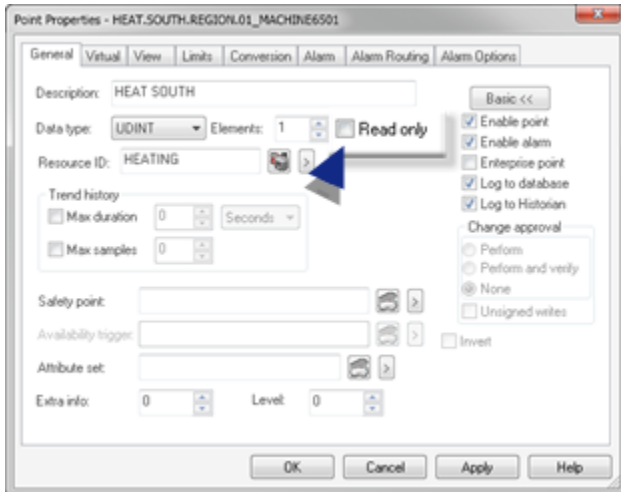 Point Properties - HEAT.SOUTH.REGION.01_MACHINE6501
General Virtual View Limits Conversion Alarm Alarm Routing Alarm Options
Description: HEAT SOUTH
Basic <<
Data type: UDINT Elements: 1 Read only
Enable point
Enable alarm
Resource ID: HEATING >
Enterprise point
Log to database
Log to Historian
Trend history
Max duration 0 Seconds
Max samples 0
Change approval
Perform
Perform and verify
None
Unsigned writes
Safety point: >
Availability trigger: >
Invert
Attribute set: >
Extra info: 0 Level: 0
OK Cancel Apply Help